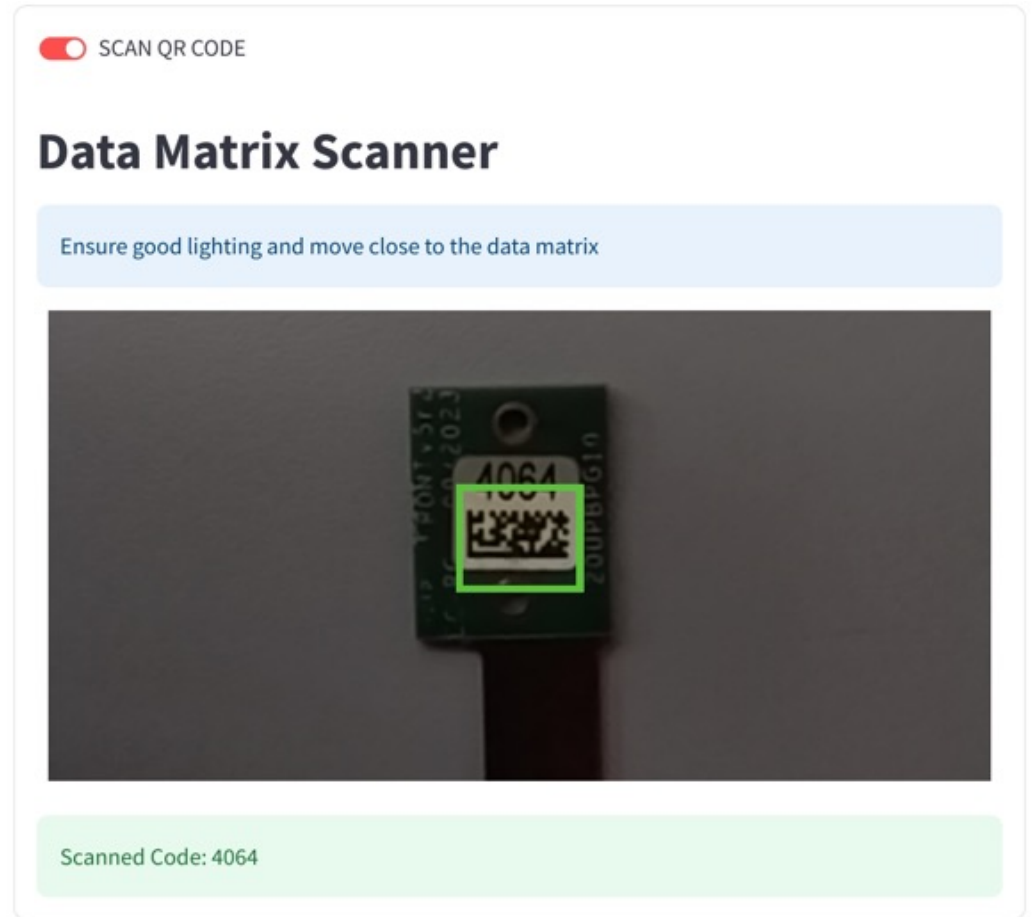 SCAN QR CODE
Data Matrix Scanner
Ensure good lighting and move close to the data matrix
4064
Scanned Code: 4064